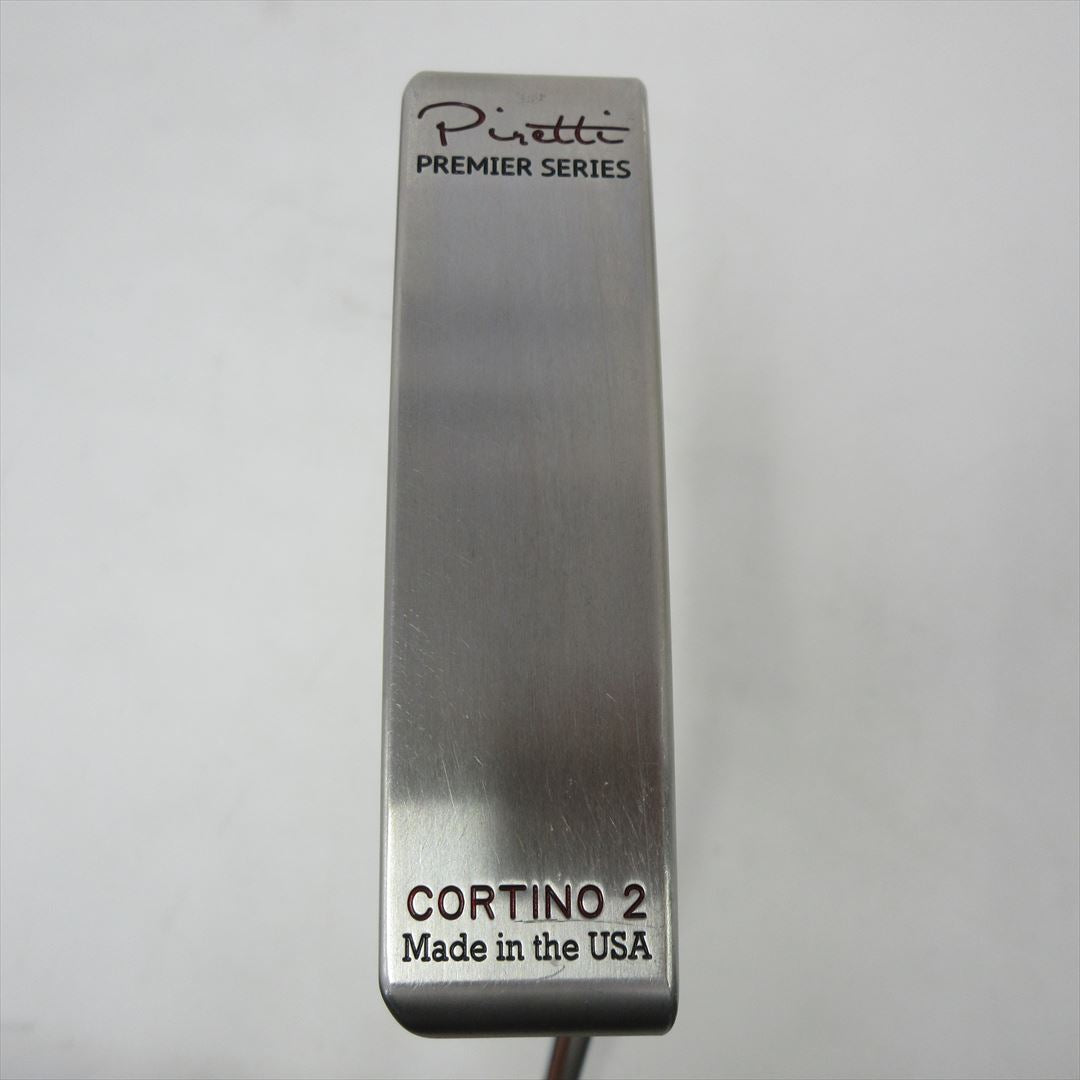 Piretti
PREMIER SERIES
CORTINO 2
Made in the USA